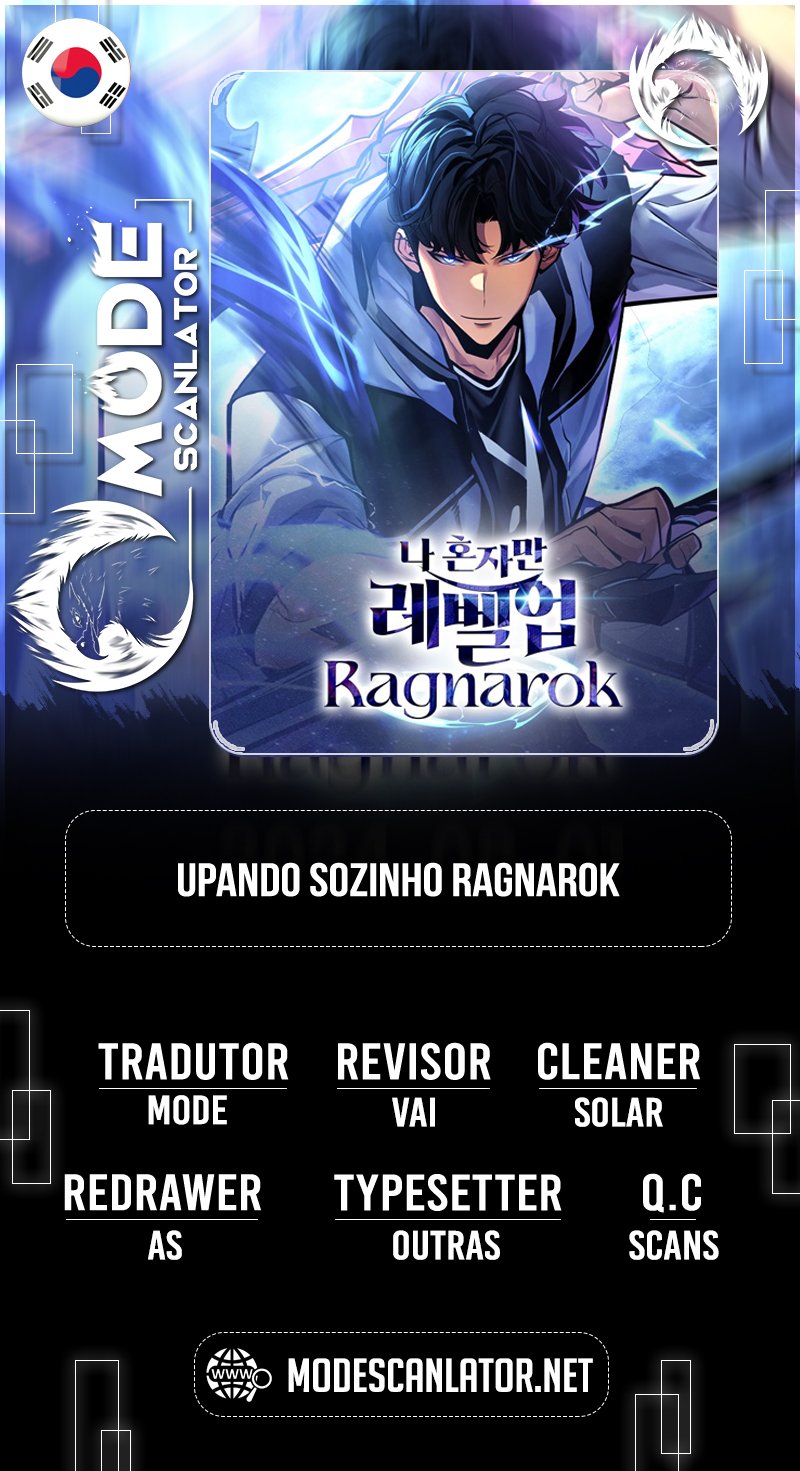 MODE
SCANLATOR
나 혼자만
레벨업
Ragnarok
UPANDO SOZINHO RAGNAROK
TRADUTOR REVISOR CLEANER
MODE VAI SOLAR
REDRAWER TYPESETTER Q.C
AS OUTRAS SCANS
WWW MODESCANLATOR.NET